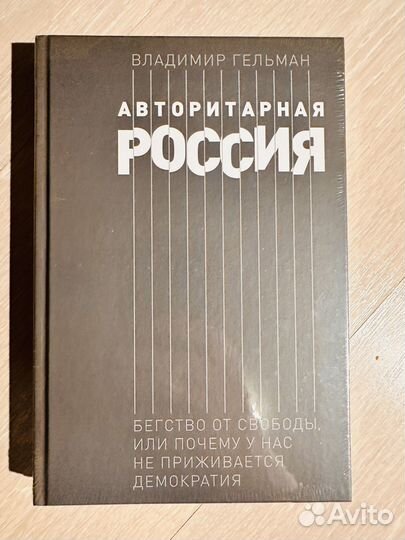 ВЛАДИМИР ГЕЛЬМАН
АВТОРИТАРНАЯ
РОССИЯ
БЕГСТВО ОТ СВОБОДЫ,
ИЛИ ПОЧЕМУ У НАС
НЕ ПРИЖИВАЕТСЯ
ДЕМОКРАТИЯ
Avito